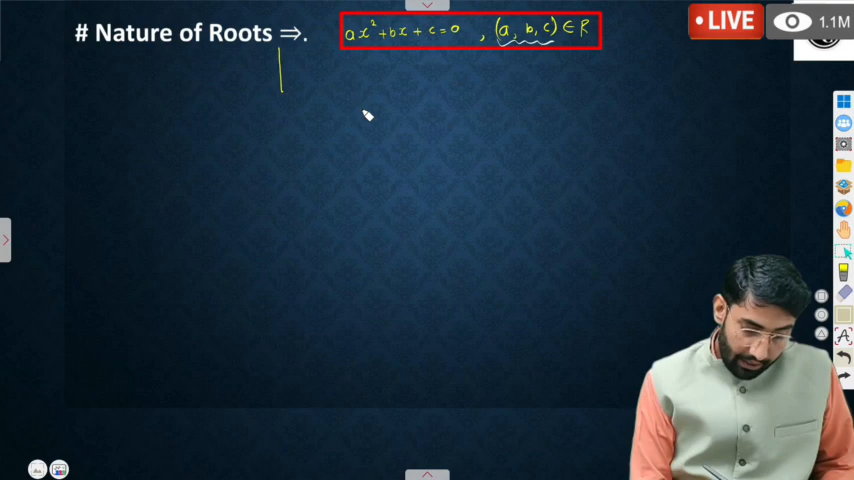 # Nature of Roots ⇒. ax²+bx+c=0 , (a, b, c) ∈ R
LIVE 1.1M
A